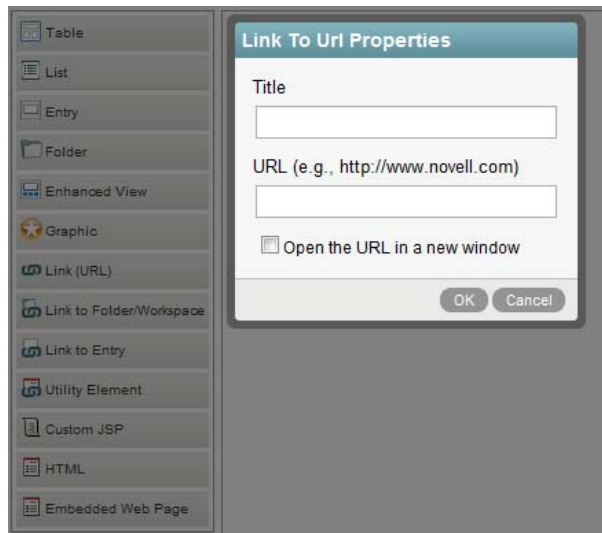 Table
List
Entry
Folder
Enhanced View
Graphic
Link (URL)
Link to Folder/Workspace
Link to Entry
Utility Element
Custom JSP
HTML
Embedded Web Page
Link To Url Properties
Title
URL (e.g., http://www.novell.com)
Open the URL in a new window
OK Cancel